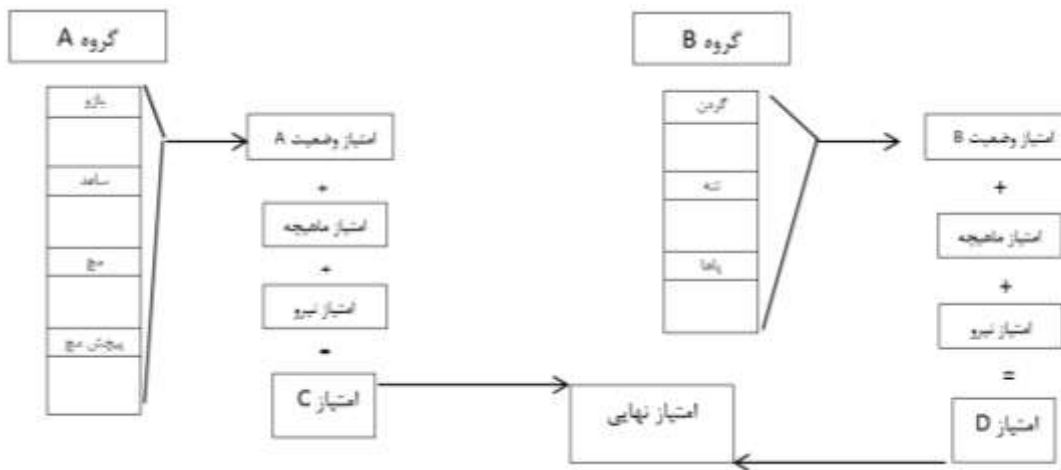 گروه A
بازو
ساعد
مچ
پیچش مچ
امتیاز وضعیت A
+
امتیاز ماهیچه
+
امتیاز نیرو
=
امتیاز C
امتیاز نهایی
گروه B
گردن
تنه
پاها
امتیاز وضعیت B
+
امتیاز ماهیچه
+
امتیاز نیرو
=
امتیاز D